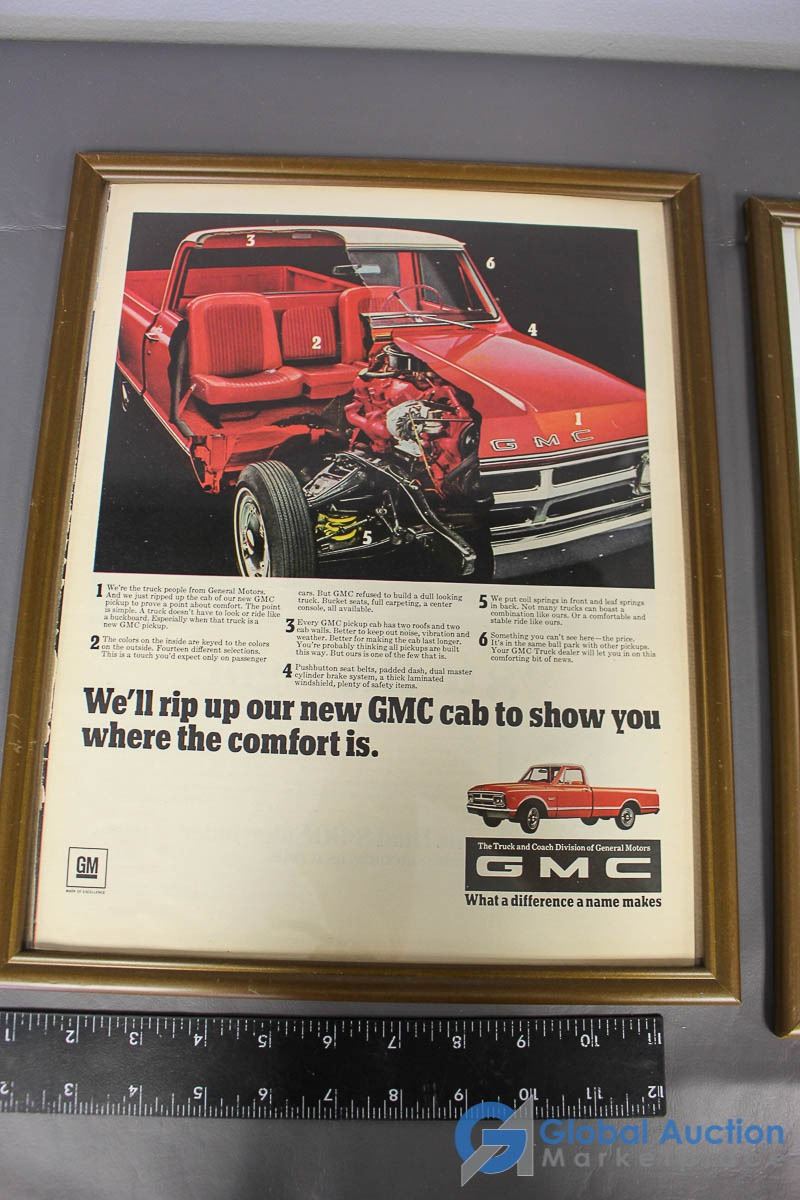 3
6
2
4
1
GMC
5
1 We're the truck people from General Motors.
And we just ripped up the cab of our new GMC
pickup to prove a point about comfort. The point
is simple. A truck doesn't have to look or ride like
a buckboard. Especially when that truck is a
new GMC pickup.
2 The colors on the inside are keyed to the colors
on the outside. Fourteen different selections.
This is a touch you'd expect only on passenger
cars. But GMC refused to build a dull looking
truck. Bucket seats, full carpeting, a center
console, all available.
3 Every GMC pickup cab has two roofs and two
cab walls. Better to keep out noise, vibration and
weather. Better for making the cab last longer.
You're probably thinking all pickups are built
this way. But ours is one of the few that is.
4 Pushbutton seat belts, padded dash, dual master
cylinder brake system, a thick laminated
windshield, plenty of safety items.
5 We put coil springs in front and leaf springs
in back. Not many trucks can boast a
combination like ours. Or a comfortable and
stable ride like ours.
6 Something you can't see here—the price.
It's in the same ball park with other pickups.
Your GMC Truck dealer will let you in on this
comforting bit of news.
We'll rip up our new GMC cab to show you
where the comfort is.
GM
MARK OF EXCELLENCE
The Truck and Coach Division of General Motors
GMC
What a difference a name makes
1 2 3 4 5 6 7 8 9 10 11
2 3 4 5 6 7 8 9 10 11 12
Global Auction
Marketplace